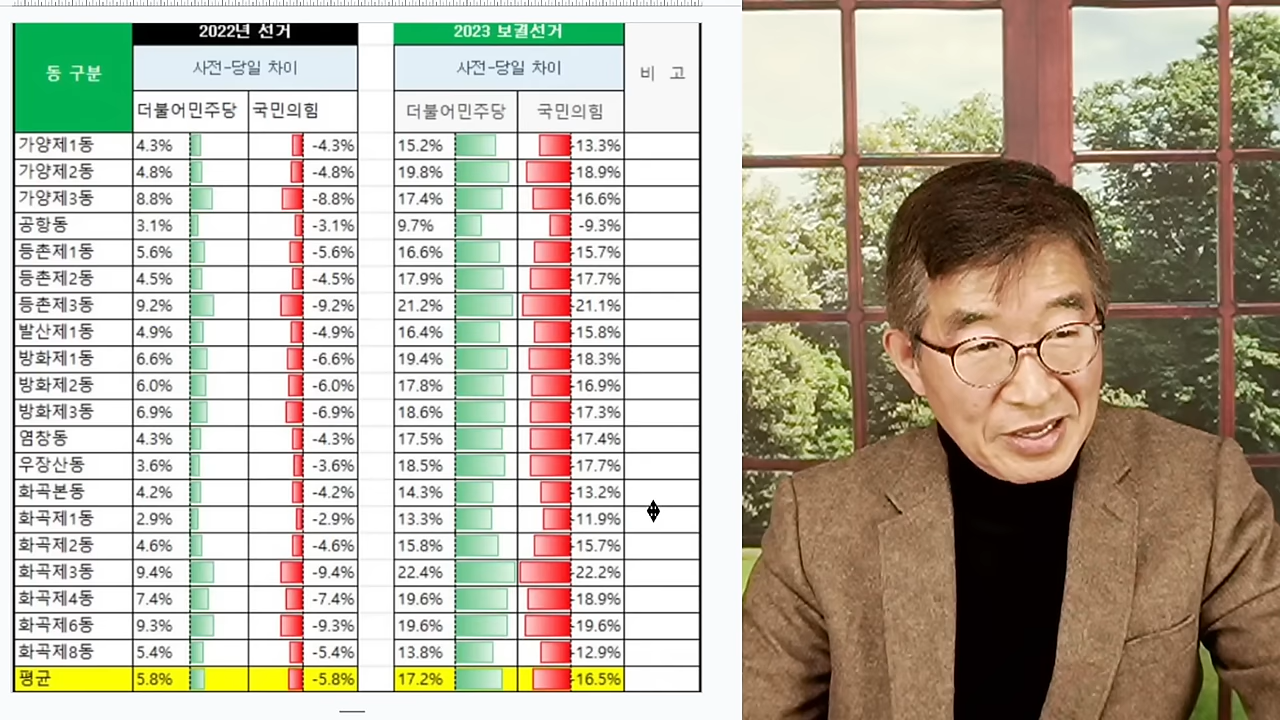 동 구분 2022년 선거 2023 보궐선거 비 고
사전-당일 차이 사전-당일 차이
더불어민주당 국민의힘 더불어민주당 국민의힘
가양제1동 4.3% -4.3% 15.2% -13.3%
가양제2동 4.8% -4.8% 19.8% -18.9%
가양제3동 8.8% -8.8% 17.4% -16.6%
공항동 3.1% -3.1% 9.7% -9.3%
등촌제1동 5.6% -5.6% 16.6% -15.7%
등촌제2동 4.5% -4.5% 17.9% -17.7%
등촌제3동 9.2% -9.2% 21.2% -21.1%
발산제1동 4.9% -4.9% 16.4% -15.8%
방화제1동 6.6% -6.6% 19.4% -18.3%
방화제2동 6.0% -6.0% 17.8% -16.9%
방화제3동 6.9% -6.9% 18.6% -17.3%
염창동 4.3% -4.3% 17.5% -17.4%
우장산동 3.6% -3.6% 18.5% -17.7%
화곡본동 4.2% -4.2% 14.3% -13.2%
화곡제1동 2.9% -2.9% 13.3% -11.9%
화곡제2동 4.6% -4.6% 15.8% -15.7%
화곡제3동 9.4% -9.4% 22.4% -22.2%
화곡제4동 7.4% -7.4% 19.6% -18.9%
화곡제6동 9.3% -9.3% 19.6% -19.6%
화곡제8동 5.4% -5.4% 13.8% -12.9%
평균 5.8% -5.8% 17.2% -16.5%